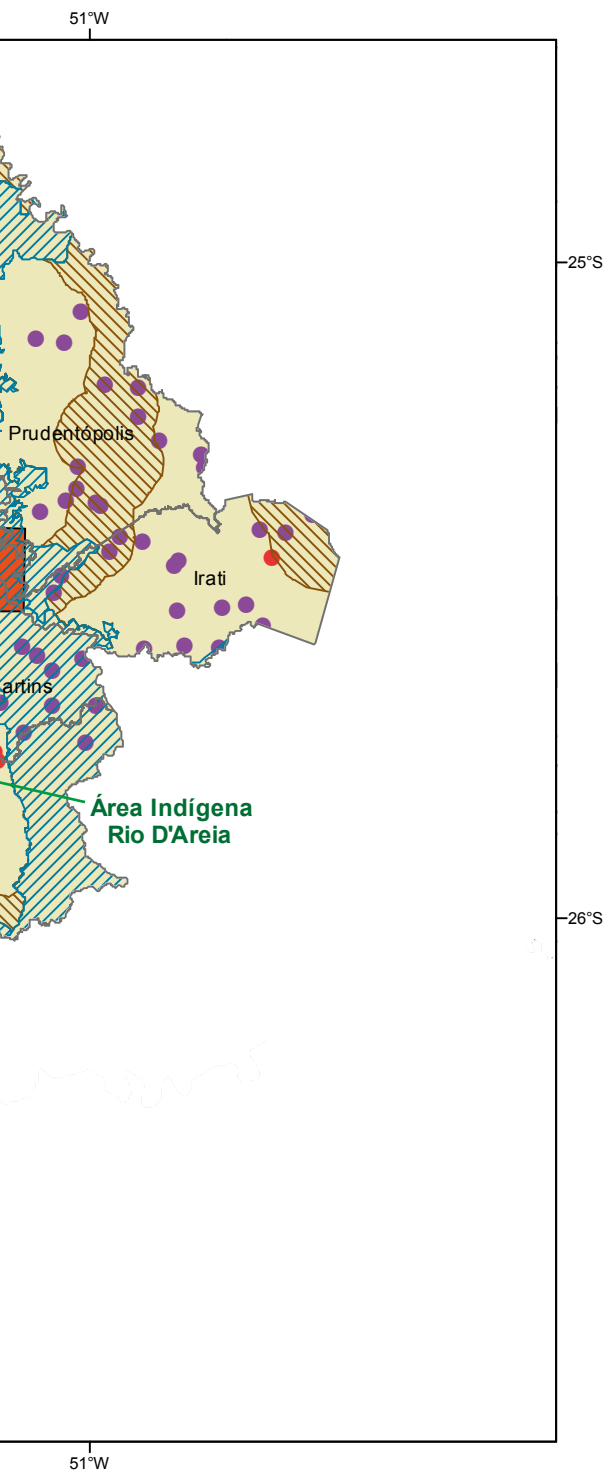 51°W
25°S
Prudentópolis
Irati
artins
Área Indígena
Rio D'Areia
26°S
51°W